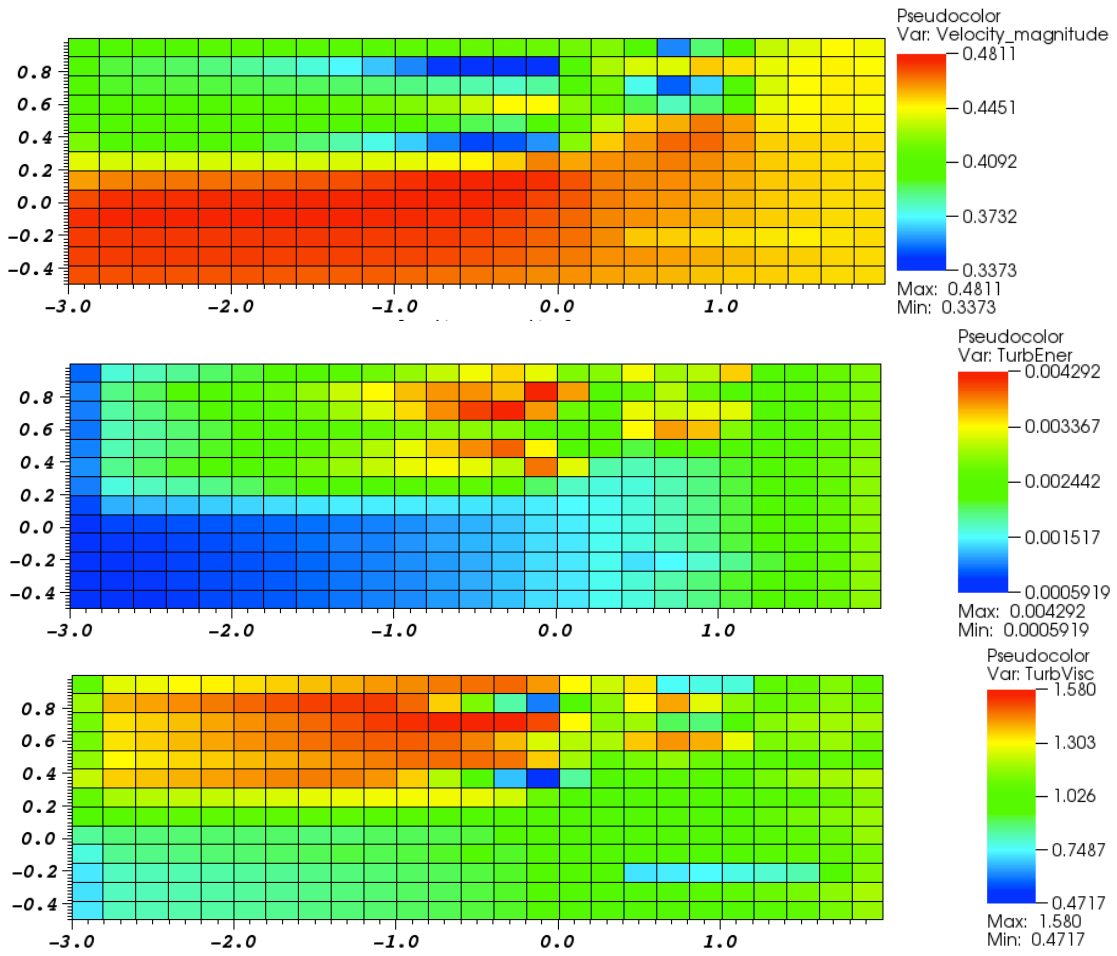 Pseudocolor
Var: Velocity_magnitude
0.4811
0.4451
0.4092
0.3732
0.3373
Max: 0.4811
Min: 0.3373
0.8
0.6
0.4
0.2
0.0
-0.2
-0.4
-3.0 -2.0 -1.0 0.0 1.0
Pseudocolor
Var: TurbEner
0.004292
0.003367
0.002442
0.001517
0.0005919
Max: 0.004292
Min: 0.0005919
0.8
0.6
0.4
0.2
0.0
-0.2
-0.4
-3.0 -2.0 -1.0 0.0 1.0
Pseudocolor
Var: TurbVisc
1.580
1.303
1.026
0.7487
0.4717
Max: 1.580
Min: 0.4717
0.8
0.6
0.4
0.2
0.0
-0.2
-0.4
-3.0 -2.0 -1.0 0.0 1.0